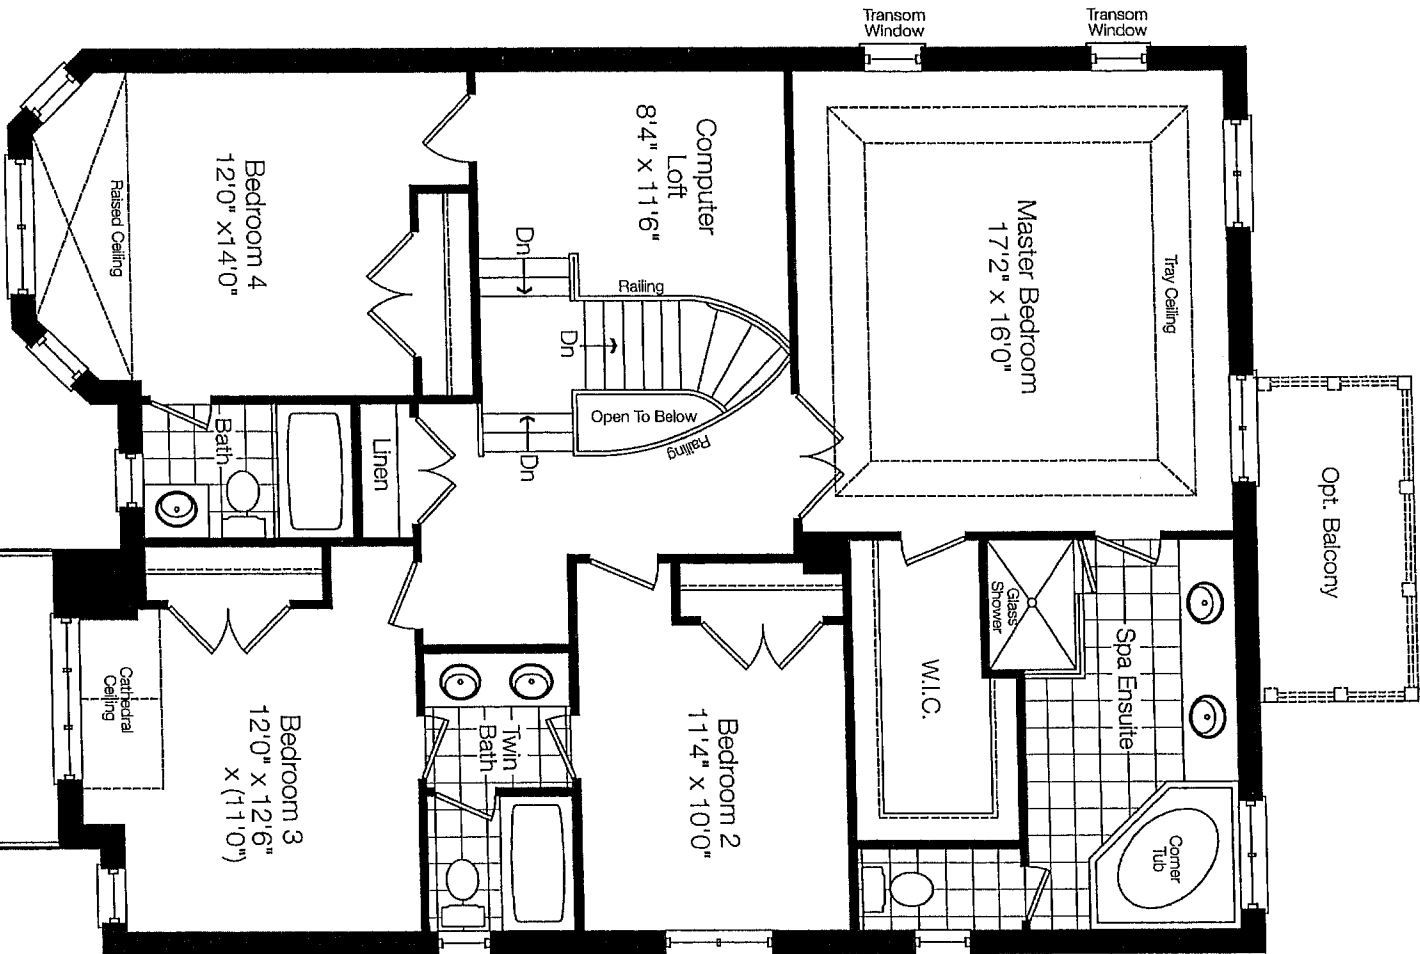 Transom
Window
Transom
Window
Computer
Loft
8'4" x 11'6"
Bedroom 4
12'0" x14'0"
Raised Ceiling
Master Bedroom
17'2" x 16'0"
Tray Ceiling
Dn
Railing
Dn
Open To Below
Railing
Dn
Bath
Linen
Opt. Balcony
Glass
Shower
Spa Ensuite
W.I.C.
Cathedral
Ceiling
Bedroom 3
12'0" x 12'6"
x (11'0")
Twin
Bath
Bedroom 2
11'4" x 10'0"
Corner
Tub